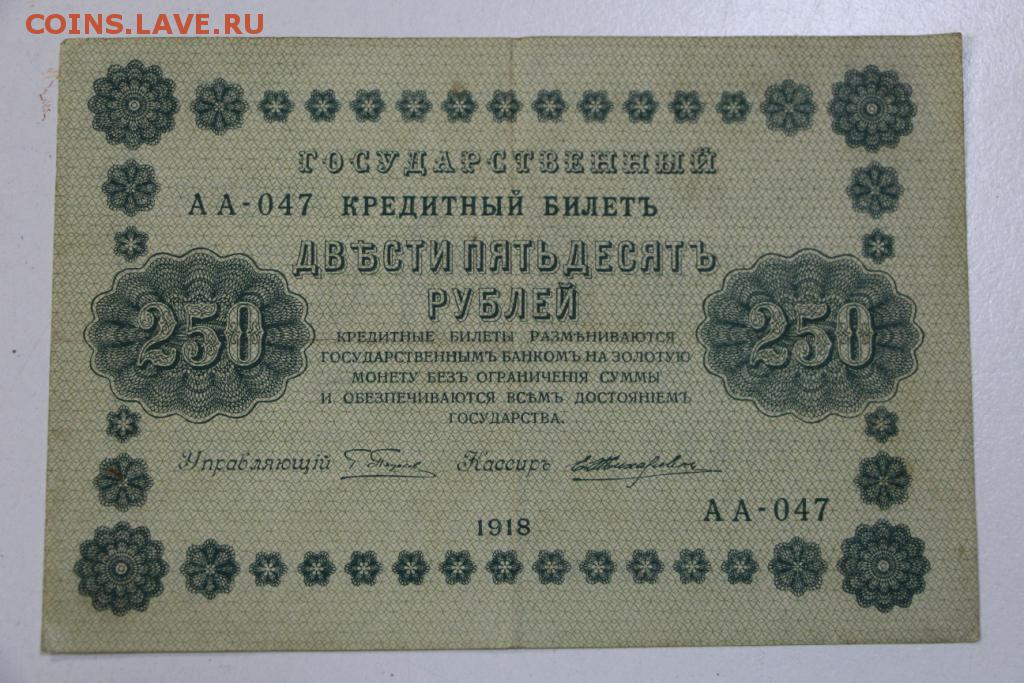 COINS.LAVE.RU
ГОСУДАРСТВЕННЫЙ
АА-047 КРЕДИТНЫЙ БИЛЕТЪ
ДВѢСТИ ПЯТЬДЕСЯТЪ
РУБЛЕЙ
250
250
КРЕДИТНЫЕ БИЛЕТЫ РАЗМѢНИВАЮТСЯ
ГОСУДАРСТВЕННЫМЪ БАНКОМЪ НА ЗОЛОТУЮ
МОНЕТУ БЕЗЪ ОГРАНИЧЕНІЯ СУММЫ
И ОБЕЗПЕЧИВАЮТСЯ ВСѢМЪ ДОСТОЯНІЕМЪ
ГОСУДАРСТВА.
Управляющій Кассиръ
АА-047
1918